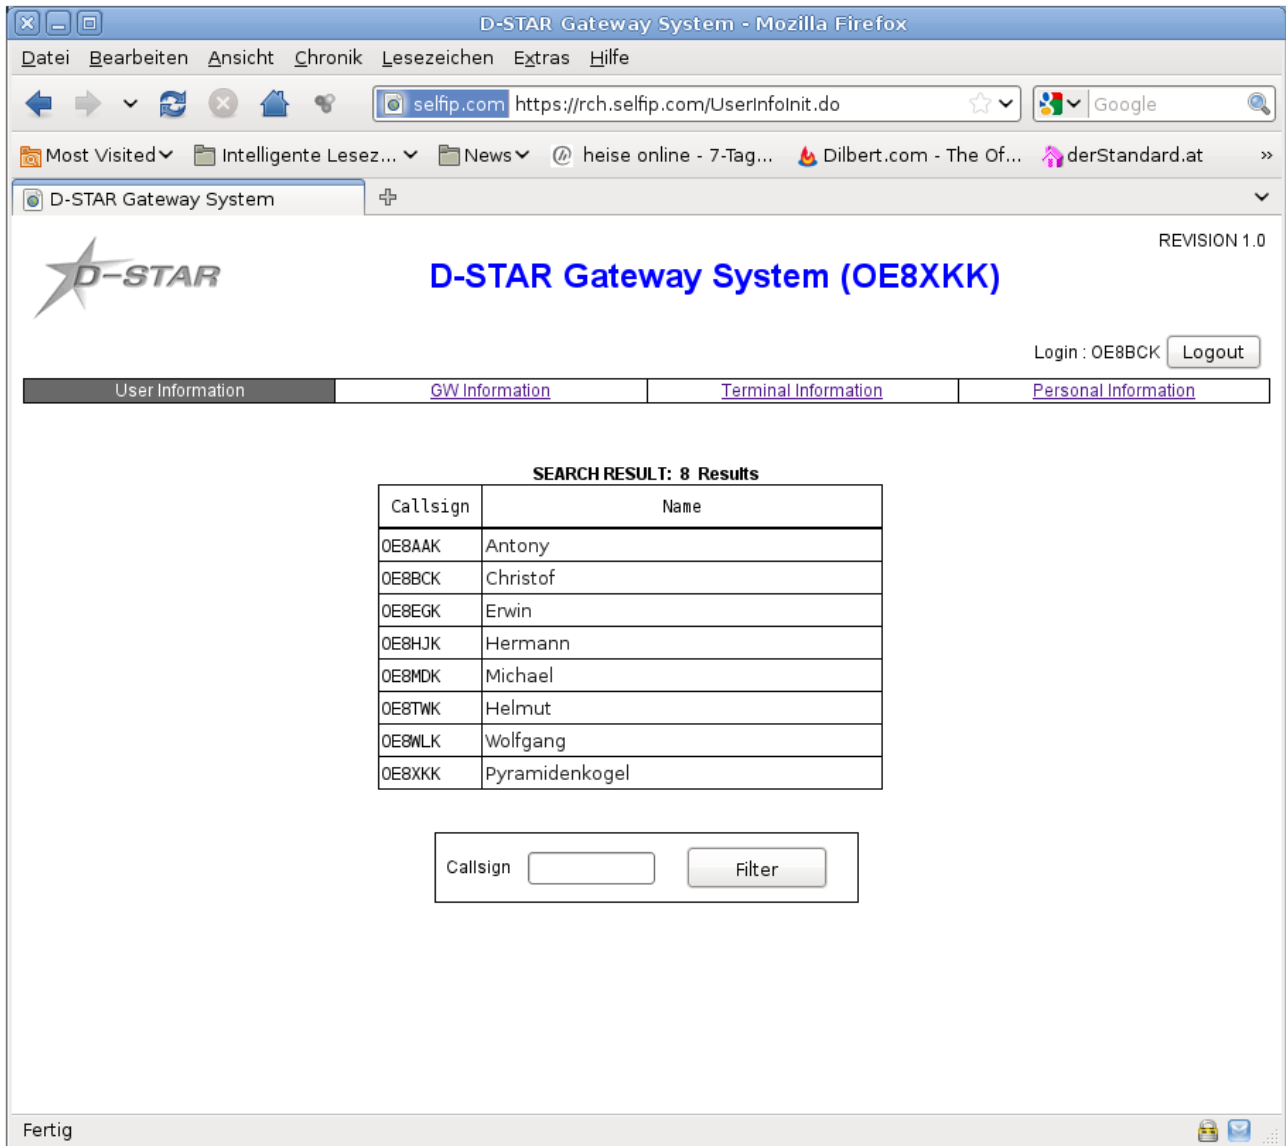 D-STAR Gateway System - Mozilla Firefox
Datei Bearbeiten Ansicht Chronik Lesezeichen Extras Hilfe
selfip.com https://rch.selfip.com/UserInfoInit.do Google
Most Visited Intelligente Lesez... News heise online - 7-Tag... Dilbert.com - The Of... derStandard.at »
D-STAR Gateway System
REVISION 1.0
D-STAR
D-STAR Gateway System (OE8XKK)
Login : OE8BCK Logout
User Information GW Information Terminal Information Personal Information
SEARCH RESULT: 8 Results
Callsign Name
OE8AAK Antony
OE8BCK Christof
OE8EGK Erwin
OE8HJK Hermann
OE8MDK Michael
OE8TWK Helmut
OE8WLK Wolfgang
OE8XKK Pyramidenkogel
Callsign Filter
Fertig